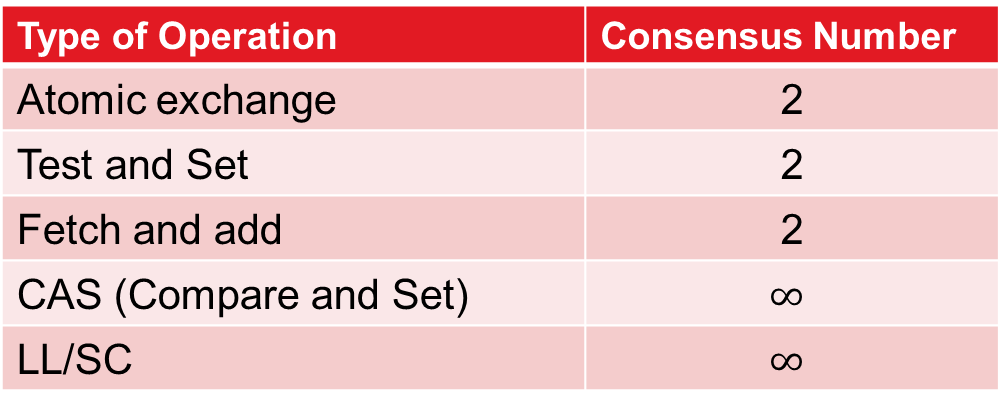 Type of Operation Consensus Number
Atomic exchange 2
Test and Set 2
Fetch and add 2
CAS (Compare and Set) ∞
LL/SC ∞